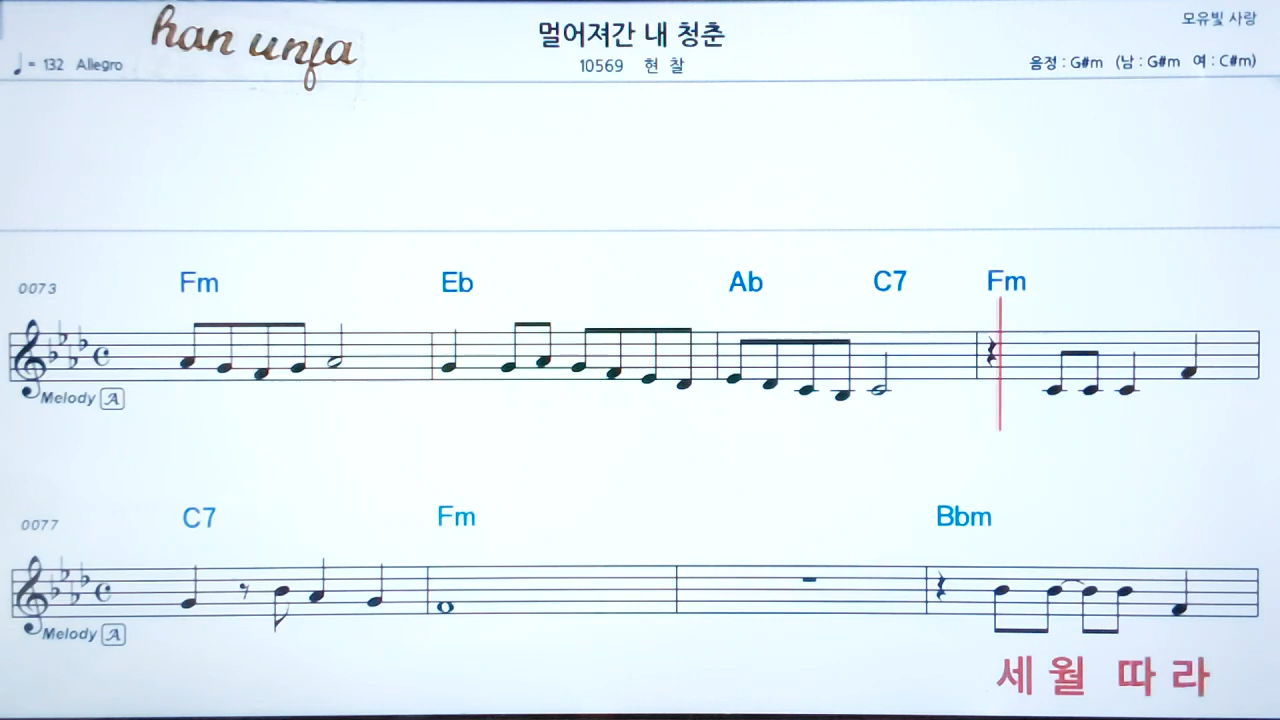 han unfa
멀어져간 내 청춘
모유빛 사랑
♩= 132 Allegro
10569 현 찰
음정 : G#m (남 : G#m 여 : C#m)
Fm Eb Ab C7 Fm
0073
Melody A
C7 Fm Bbm
0077
Melody A
세 월 따 라